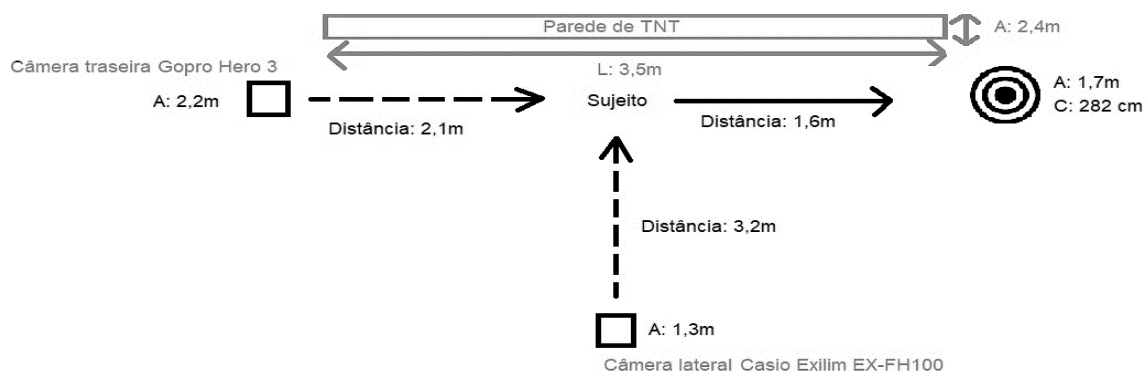 Parede de TNT
A: 2,4m
L: 3,5m
Câmera traseira Gopro Hero 3
A: 2,2m
Sujeito
A: 1,7m
C: 282 cm
Distância: 2,1m
Distância: 1,6m
Distância: 3,2m
A: 1,3m
Câmera lateral Casio Exilim EX-FH100